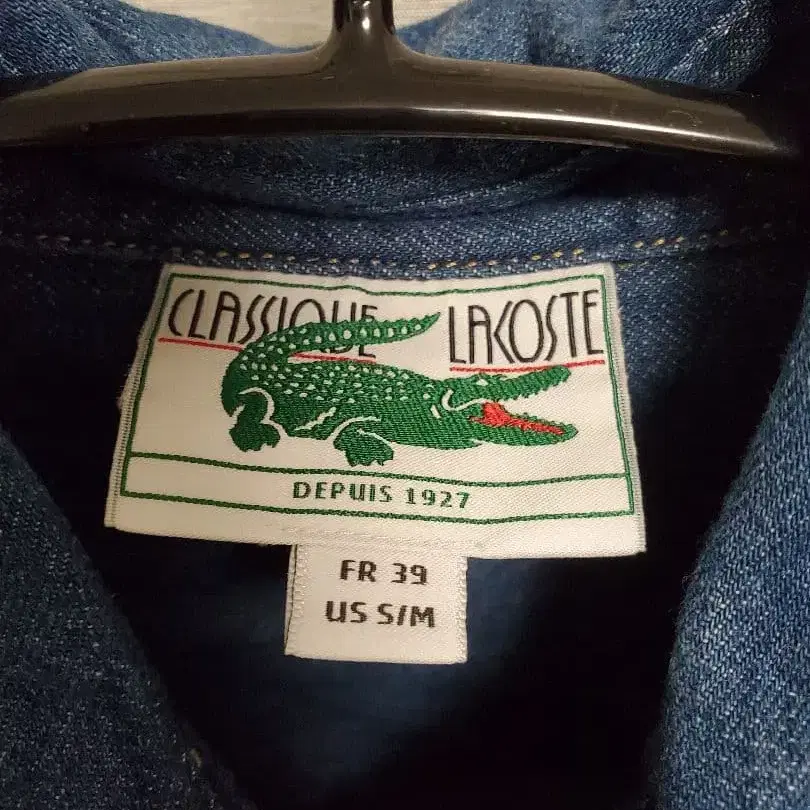 CLASSIQUE LACOSTE
DEPUIS 1927
FR 39
US S/M